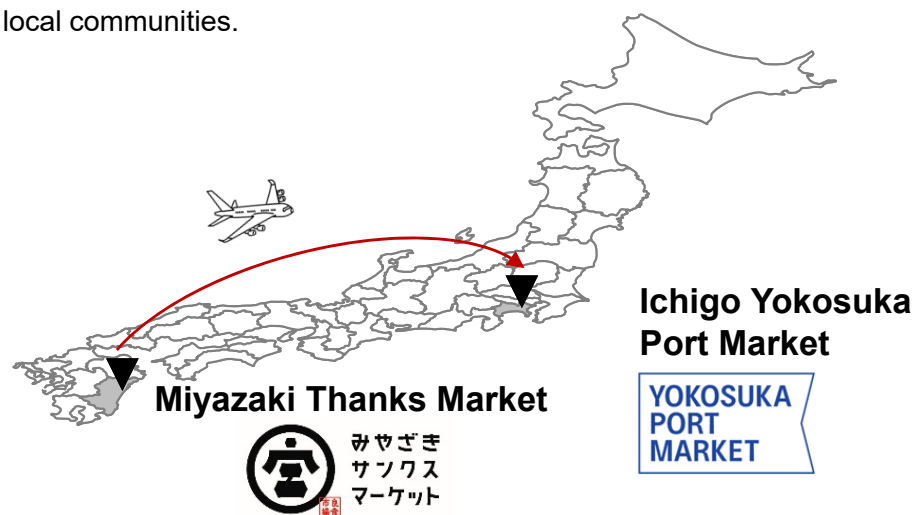 local communities.
Ichigo Yokosuka
Port Market
YOKOSUKA
PORT
MARKET
Miyazaki Thanks Market
宮
みやざき
サンクス
マーケット